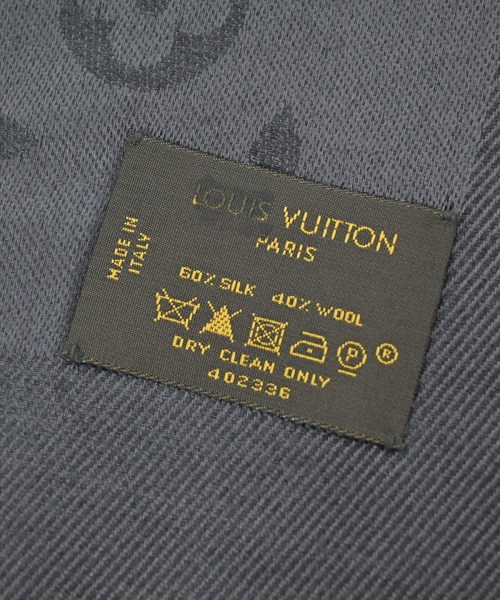 LOUIS VUITTON
PARIS
MADE IN
ITALY
60% SILK 40% WOOL
P ®
DRY CLEAN ONLY
402336